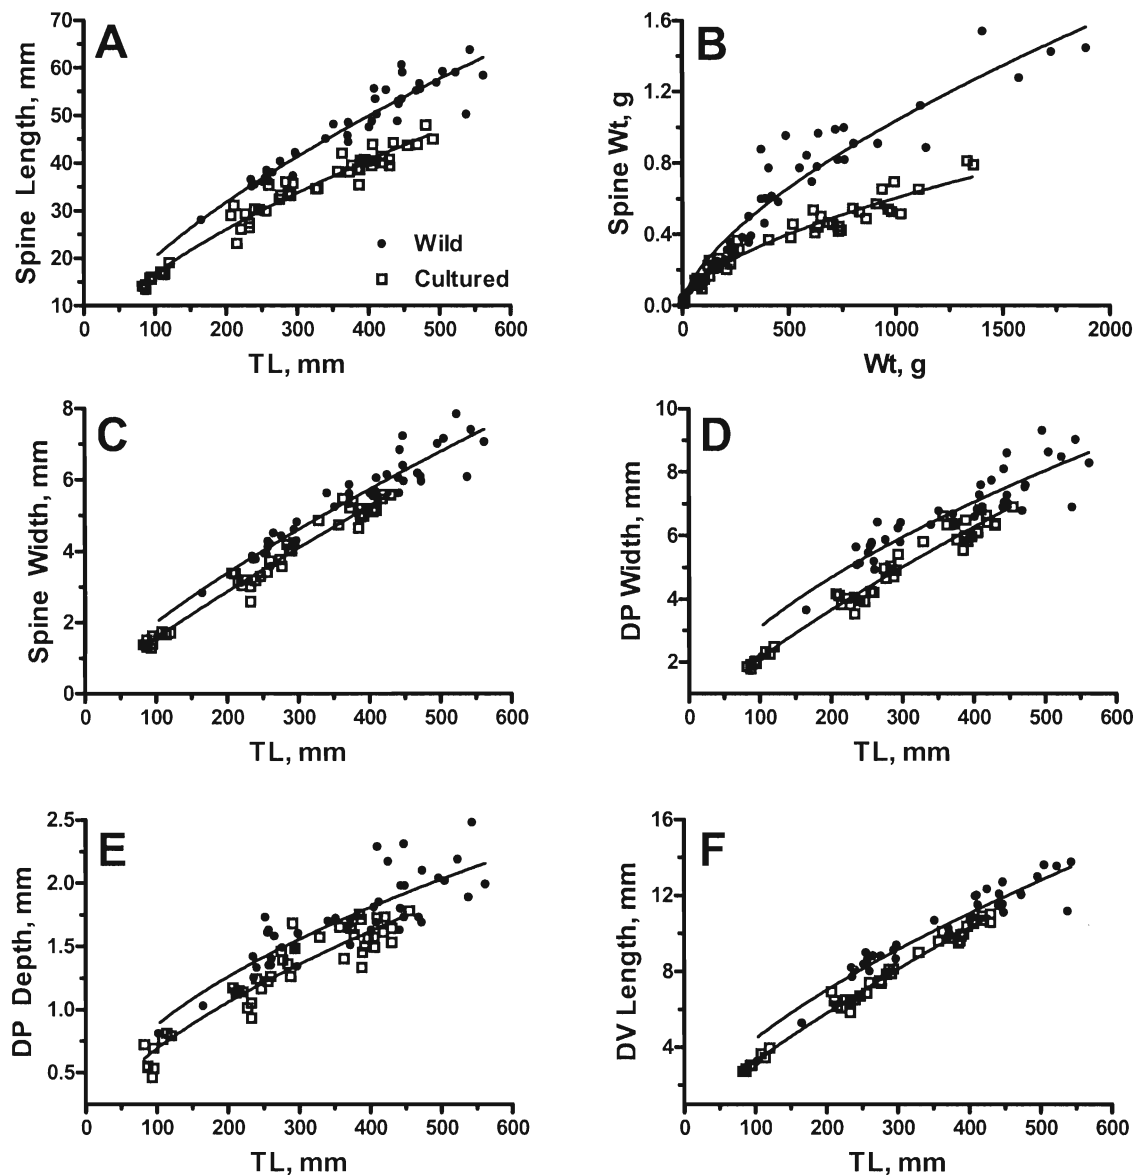 A
Spine Length, mm
70
60
50
40
30
20
10
Wild
Cultured
0 100 200 300 400 500 600
TL, mm
B
Spine Wt, g
1.6
1.2
0.8
0.4
0.0
0 500 1000 1500 2000
Wt, g
C
Spine Width, mm
8
6
4
2
0
0 100 200 300 400 500 600
TL, mm
D
DP Width, mm
10
8
6
4
2
0 100 200 300 400 500 600
TL, mm
E
DP Depth, mm
2.5
2.0
1.5
1.0
0.5
0 100 200 300 400 500 600
TL, mm
F
DV Length, mm
16
12
8
4
0 100 200 300 400 500 600
TL, mm